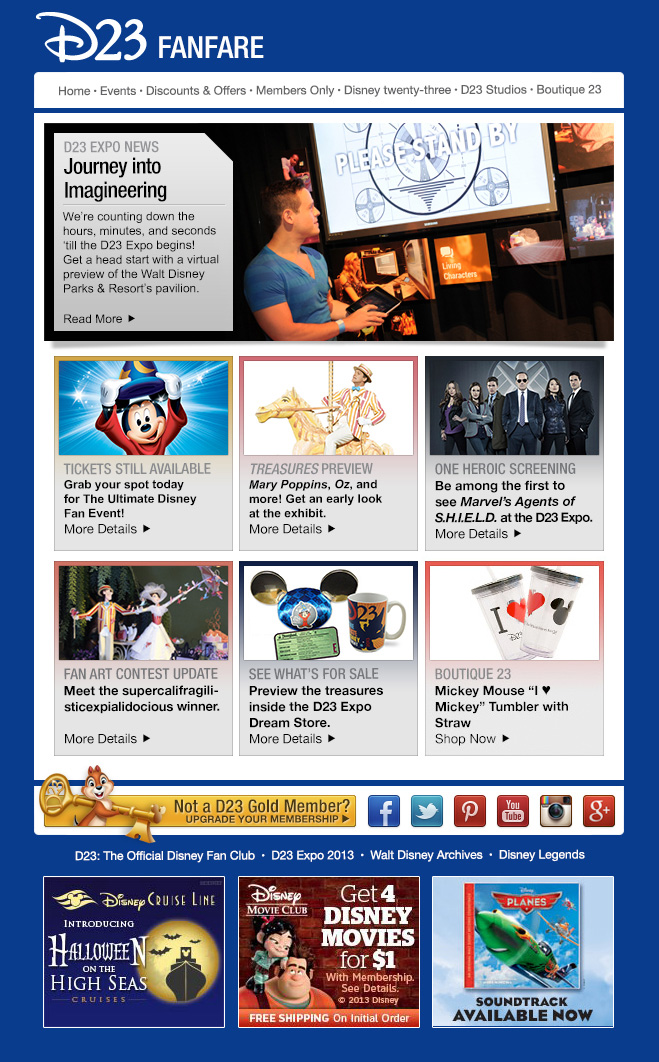 D23 FANFARE
Home · Events · Discounts & Offers · Members Only · Disney twenty-three · D23 Studios · Boutique 23
D23 EXPO NEWS
Journey into
Imagineering
We're counting down the
hours, minutes, and seconds
'till the D23 Expo begins!
Get a head start with a virtual
preview of the Walt Disney
Parks & Resort's pavilion.
Read More ►
PLEASE STAND BY
Living
Characters
TICKETS STILL AVAILABLE
Grab your spot today
for The Ultimate Disney
Fan Event!
More Details ►
TREASURES PREVIEW
Mary Poppins, Oz, and
more! Get an early look
at the exhibit.
More Details ►
ONE HEROIC SCREENING
Be among the first to
see Marvel's Agents of
S.H.I.E.L.D. at the D23 Expo.
More Details ►
FAN ART CONTEST UPDATE
Meet the supercalifragili-
sticexpialidocious winner.
More Details ►
D23
SEE WHAT'S FOR SALE
Preview the treasures
inside the D23 Expo
Dream Store.
More Details ►
I
BOUTIQUE 23
Mickey Mouse “I ♥
Mickey” Tumbler with
Straw
Shop Now ►
Not a D23 Gold Member?
UPGRADE YOUR MEMBERSHIP ►
f
You
Tube
g+
D23: The Official Disney Fan Club · D23 Expo 2013 · Walt Disney Archives · Disney Legends
Disney CRUISE LINE
INTRODUCING
HALLOWEEN
ON THE
HIGH SEAS
CRUISES
Disney
MOVIE CLUB
Get 4
DISNEY
MOVIES
for $1
With Membership.
See Details.
© 2013 Disney
FREE SHIPPING On Initial Order
Disney
PLANES
SOUNDTRACK
AVAILABLE NOW